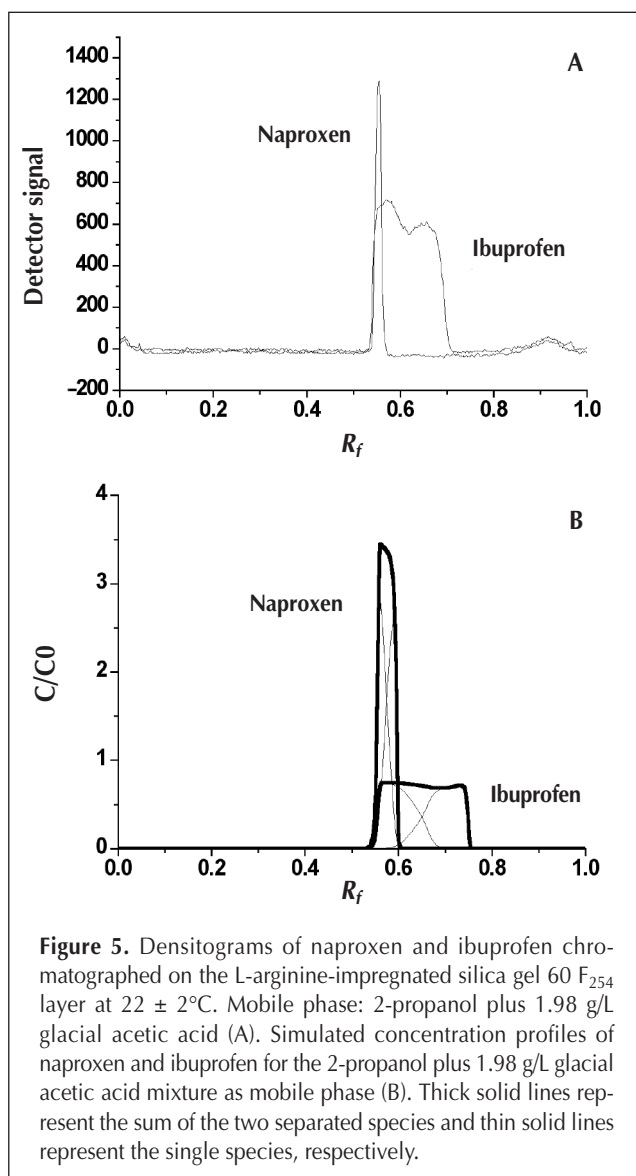 A
1400
1200
1000
800
600
400
200
0
−200
Detector signal
Naproxen
Ibuprofen
0.0 0.2 0.4 0.6 0.8 1.0
Rf
B
4
3
2
1
0
C/C0
Naproxen
Ibuprofen
0.0 0.2 0.4 0.6 0.8 1.0
Rf
Figure 5. Densitograms of naproxen and ibuprofen chro-
matographed on the L-arginine-impregnated silica gel 60 F254
layer at 22 ± 2°C. Mobile phase: 2-propanol plus 1.98 g/L
glacial acetic acid (A). Simulated concentration profiles of
naproxen and ibuprofen for the 2-propanol plus 1.98 g/L glacial
acetic acid mixture as mobile phase (B). Thick solid lines rep-
resent the sum of the two separated species and thin solid lines
represent the single species, respectively.